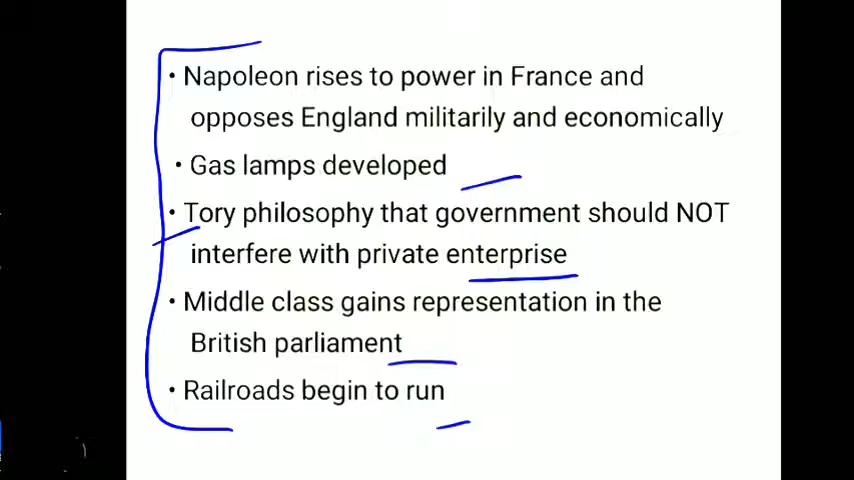 • Napoleon rises to power in France and
opposes England militarily and economically
• Gas lamps developed
• Tory philosophy that government should NOT
interfere with private enterprise
• Middle class gains representation in the
British parliament
• Railroads begin to run